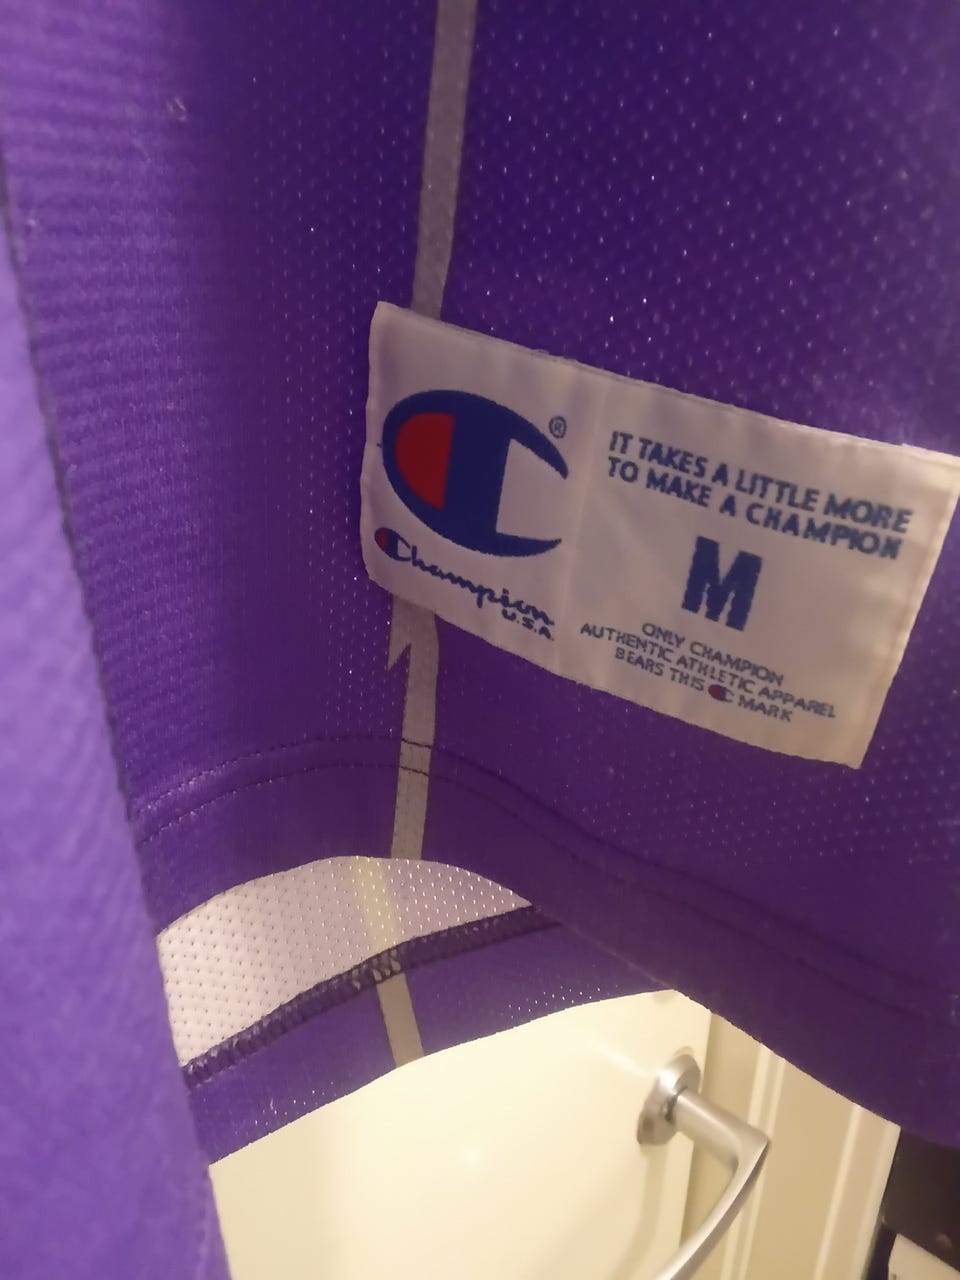 ®
Champion
U.S.A.
IT TAKES A LITTLE MORE
TO MAKE A CHAMPION
M
ONLY CHAMPION
AUTHENTIC ATHLETIC APPAREL
BEARS THIS C MARK